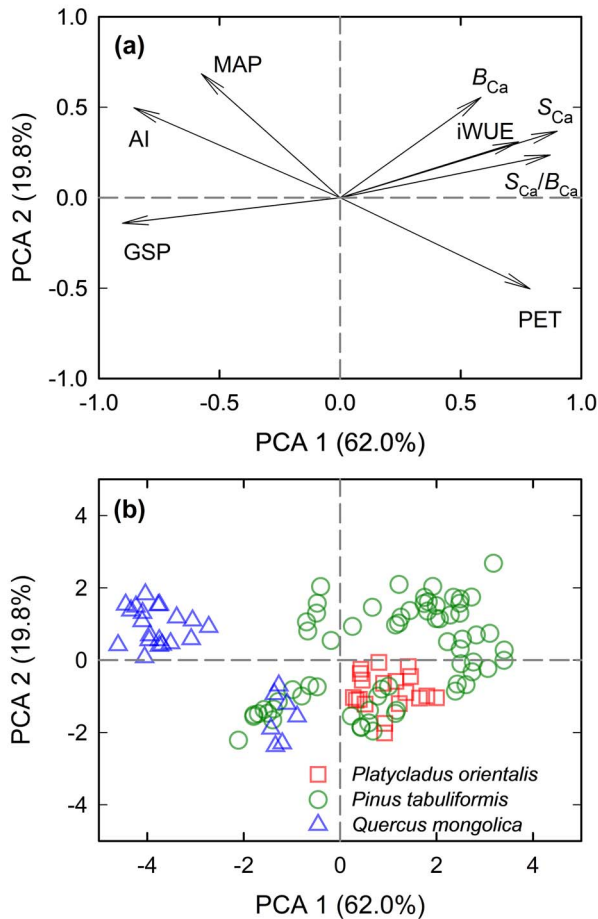 (a)
MAP
AI
GSP
B_Ca
S_Ca
iWUE
S_Ca/B_Ca
PET
PCA 2 (19.8%)
1.0
0.5
0.0
-0.5
-1.0
-1.0 -0.5 0.0 0.5 1.0
PCA 1 (62.0%)
(b)
PCA 2 (19.8%)
4
2
0
-2
-4
Platycladus orientalis
Pinus tabuliformis
Quercus mongolica
-4 -2 0 2 4
PCA 1 (62.0%)